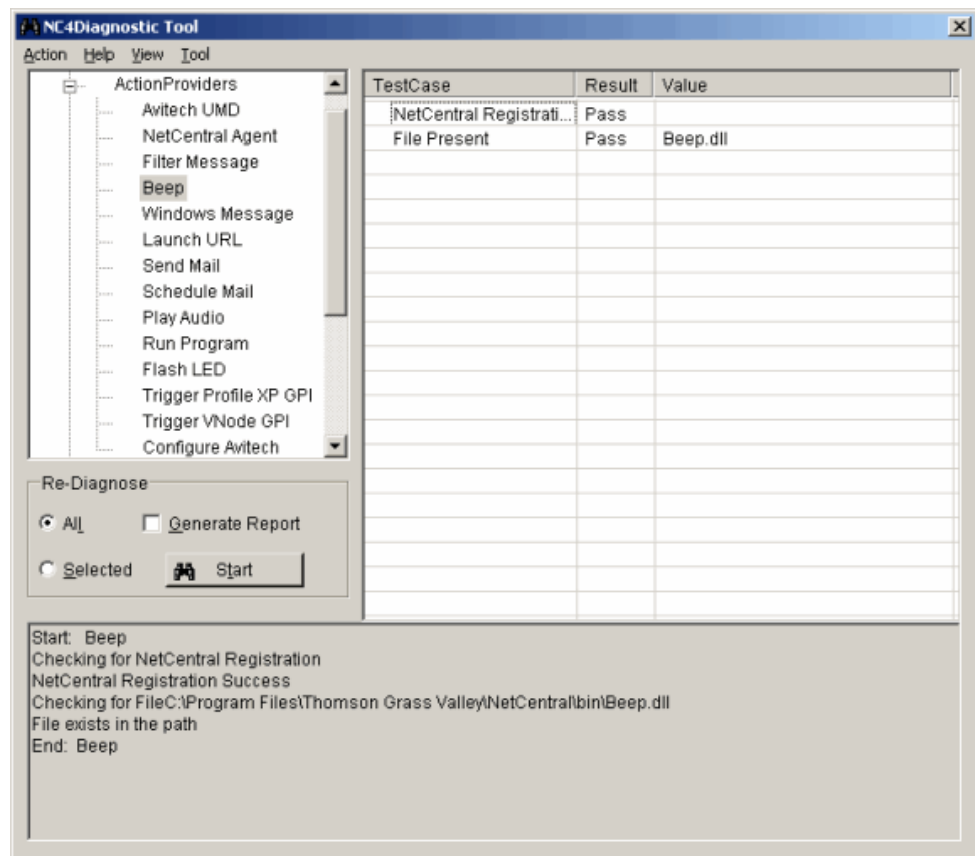 NC4Diagnostic Tool
Action Help View Tool
ActionProviders
Avitech UMD
NetCentral Agent
Filter Message
Beep
Windows Message
Launch URL
Send Mail
Schedule Mail
Play Audio
Run Program
Flash LED
Trigger Profile XP GPI
Trigger VNode GPI
Configure Avitech
TestCase Result Value
NetCentral Registrati... Pass
File Present Pass Beep.dll
Re-Diagnose
All Generate Report
Selected Start
Start: Beep
Checking for NetCentral Registration
NetCentral Registration Success
Checking for FileC:\Program Files\Thomson Grass Valley\NetCentral\bin\Beep.dll
File exists in the path
End: Beep